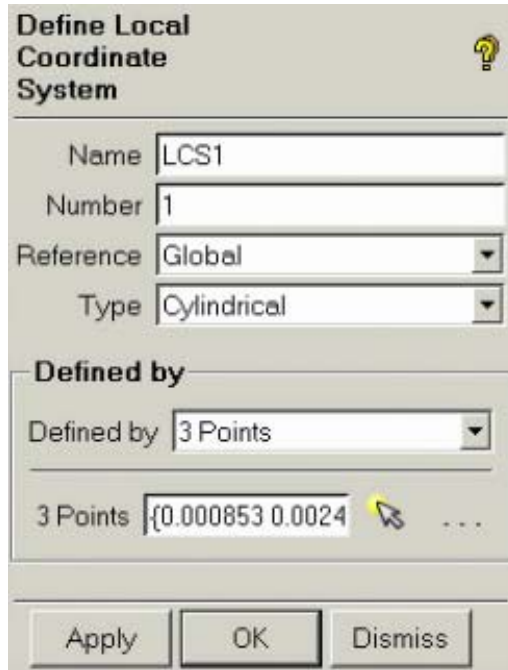 Define Local
Coordinate
System
Name LCS1
Number 1
Reference Global
Type Cylindrical
Defined by
Defined by 3 Points
3 Points {0.000853 0.0024
. . .
Apply OK Dismiss